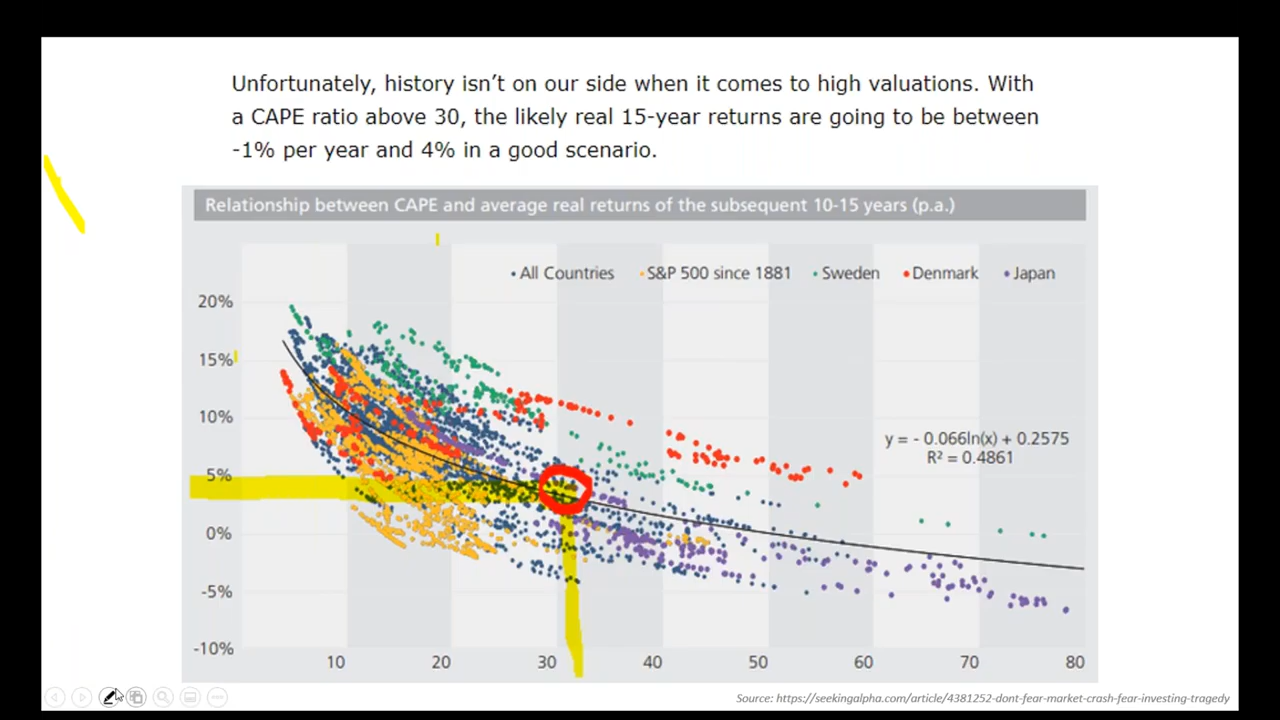 Unfortunately, history isn’t on our side when it comes to high valuations. With
a CAPE ratio above 30, the likely real 15-year returns are going to be between
-1% per year and 4% in a good scenario.
Relationship between CAPE and average real returns of the subsequent 10-15 years (p.a.)
All Countries S&P 500 since 1881 Sweden Denmark Japan
20%
15%
10%
y = - 0.066ln(x) + 0.2575
R² = 0.4861
5%
0%
-5%
-10%
10 20 30 40 50 60 70 80
Source: https://seekingalpha.com/article/4381252-dont-fear-market-crash-fear-investing-tragedy